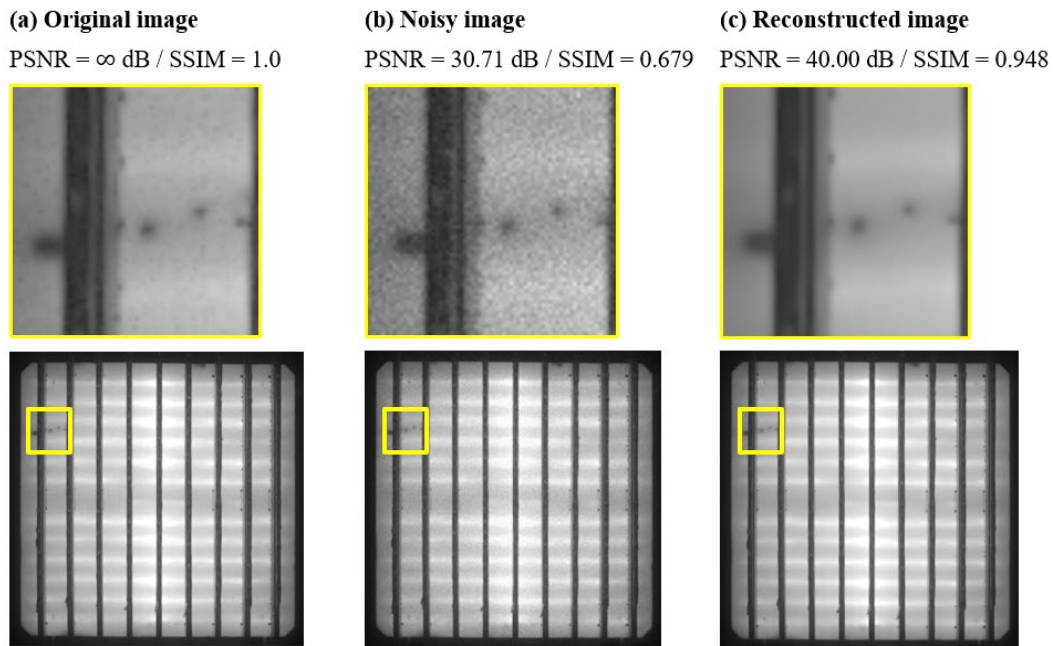 (a) Original image
PSNR = ∞ dB / SSIM = 1.0
(b) Noisy image
PSNR = 30.71 dB / SSIM = 0.679
(c) Reconstructed image
PSNR = 40.00 dB / SSIM = 0.948